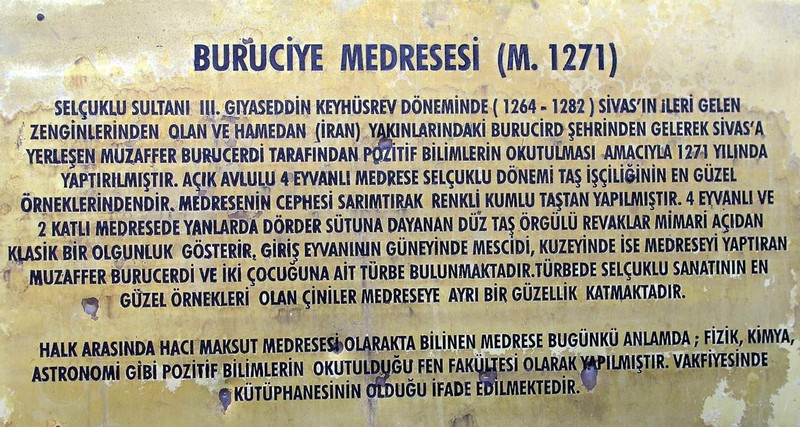 BURUCİYE MEDRESESİ (M. 1271)
SELÇUKLU SULTANI III. GIYASEDDİN KEYHÜSREV DÖNEMİNDE ( 1264 - 1282 ) SİVAS'IN İLERİ GELEN
ZENGİNLERİNDEN OLAN VE HAMEDAN (İRAN) YAKINLARINDAKİ BURUCİRD ŞEHRİNDEN GELEREK SİVAS'A
YERLEŞEN MUZAFFER BURUCERDİ TARAFINDAN POZİTİF BİLİMLERİN OKUTULMASI AMACIYLA 1271 YILINDA
YAPTIRILMIŞTIR. AÇIK AVLULU 4 EYVANLI MEDRESE SELÇUKLU DÖNEMİ TAŞ İŞÇİLİĞİNİN EN GÜZEL
ÖRNEKLERİNDENDİR. MEDRESENİN CEPHESİ SARIMTIRAK RENKLİ KUMLU TAŞTAN YAPILMIŞTIR. 4 EYVANLI VE
2 KATLI MEDRESEDE YANLARDA DÖRDER SÜTUNA DAYANAN DÜZ TAŞ ÖRGÜLÜ REVAKLAR MİMARİ AÇIDAN
KLASİK BİR OLGUNLUK GÖSTERİR. GİRİŞ EYVANININ GÜNEYİNDE MESCİDİ, KUZEYİNDE İSE MEDRESEYİ YAPTIRAN
MUZAFFER BURUCERDİ VE İKİ ÇOCUĞUNA AİT TÜRBE BULUNMAKTADIR.TÜRBEDE SELÇUKLU SANATININ EN
GÜZEL ÖRNEKLERİ OLAN ÇİNİLER MEDRESEYE AYRI BİR GÜZELLİK KATMAKTADIR.
HALK ARASINDA HACI MAKSUT MEDRESESİ OLARAKTA BİLİNEN MEDRESE BUGÜNKÜ ANLAMDA ; FİZİK, KİMYA,
ASTRONOMİ GİBİ POZİTİF BİLİMLERİN OKUTULDUĞU FEN FAKÜLTESİ OLARAK YAPILMIŞTIR. VAKFİYESİNDE
KÜTÜPHANESİNİN OLDUĞU İFADE EDİLMEKTEDİR.